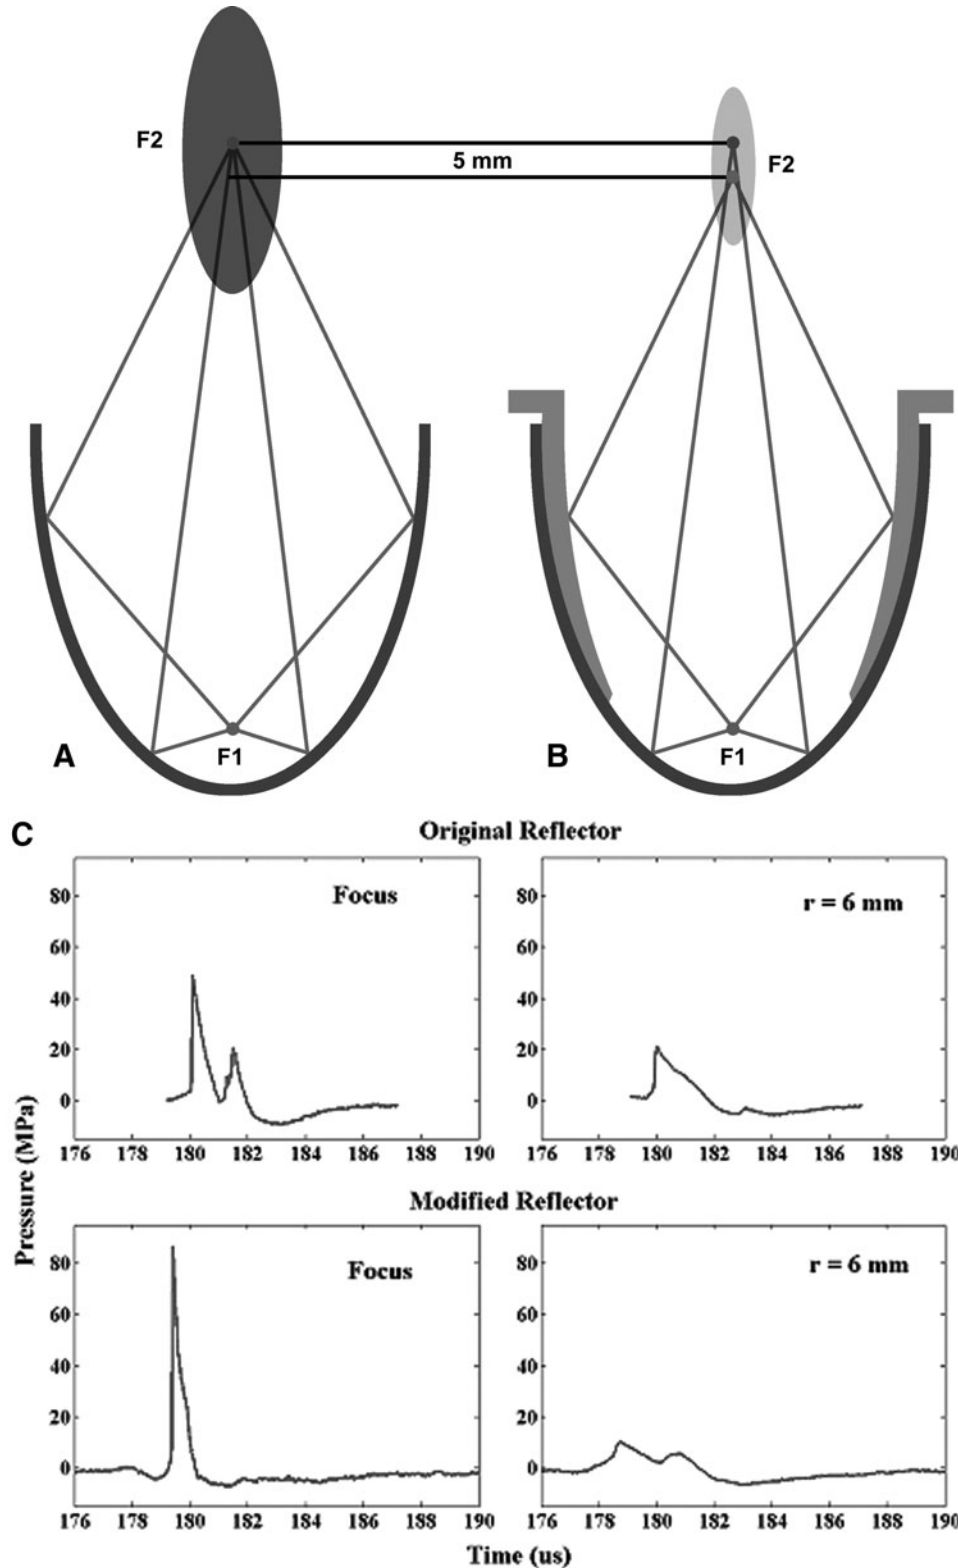 F2
5 mm
F2
A
F1
B
F1
C
Original Reflector
Focus
r = 6 mm
80
60
40
20
0
80
60
40
20
0
176 178 180 182 184 186 188 190
176 178 180 182 184 186 188 190
Pressure (MPa)
Modified Reflector
Focus
r = 6 mm
80
60
40
20
0
80
60
40
20
0
176 178 180 182 184 186 188 190
176 178 180 182 184 186 188 190
Time (us)